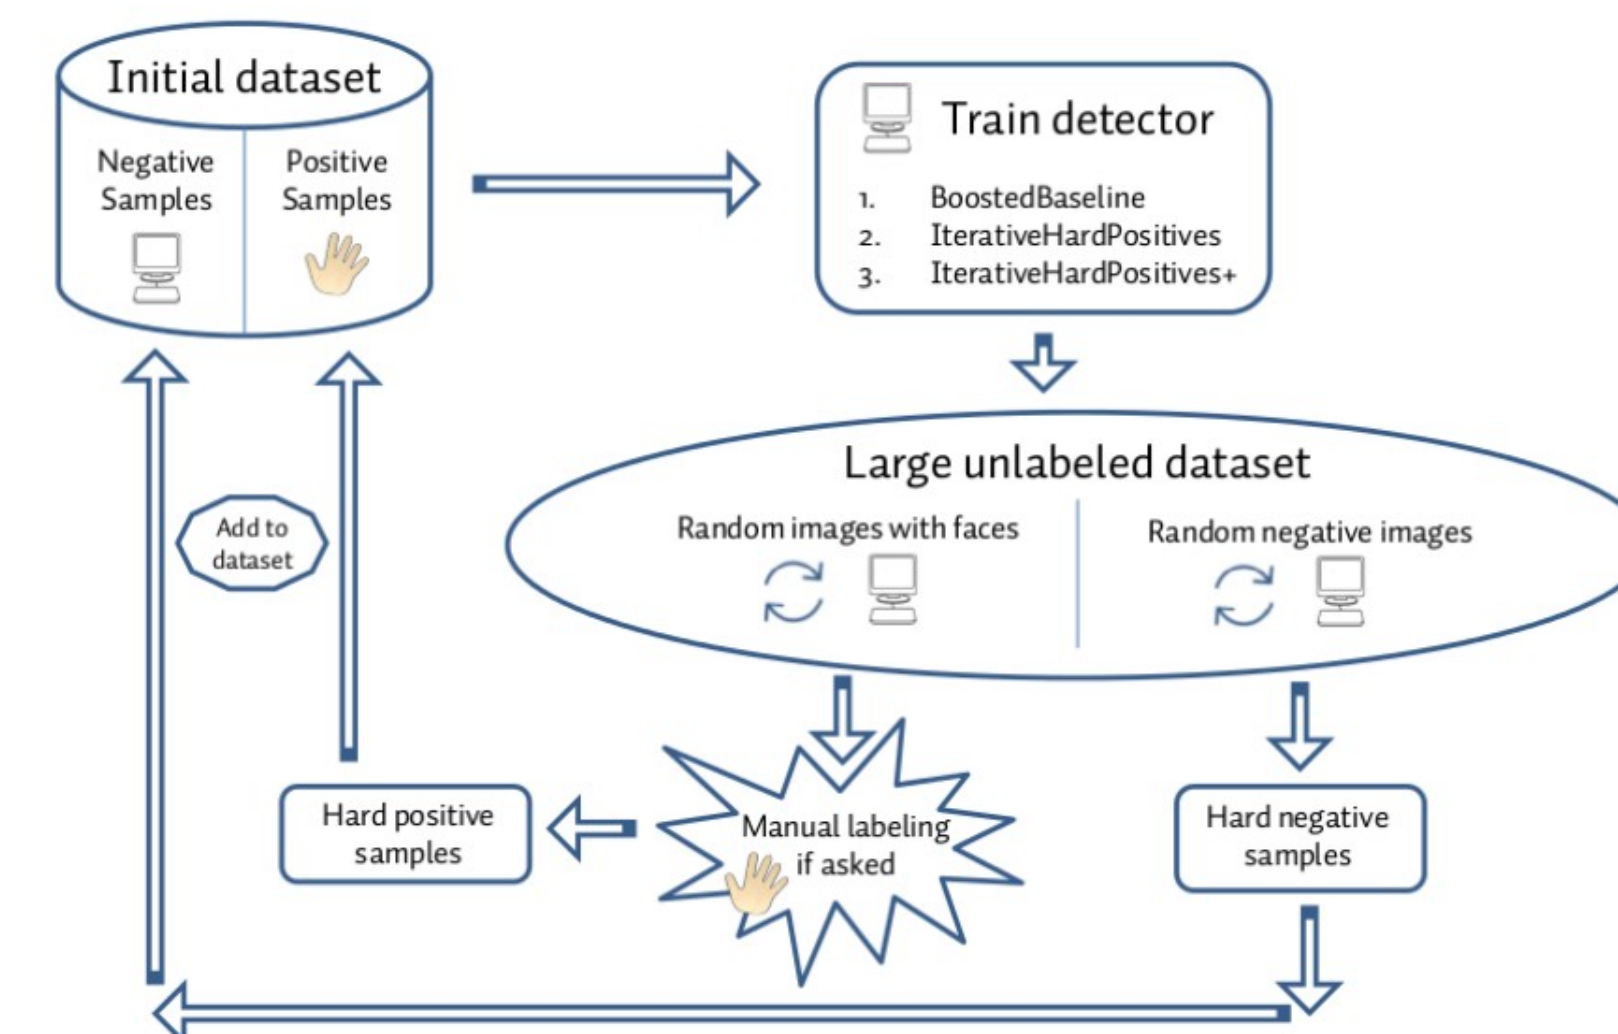 Initial dataset
Negative
Samples
Positive
Samples
Train detector
1. BoostedBaseline
2. IterativeHardPositives
3. IterativeHardPositives+
Large unlabeled dataset
Random images with faces
Random negative images
Add to
dataset
Hard positive
samples
Manual labeling
if asked
Hard negative
samples